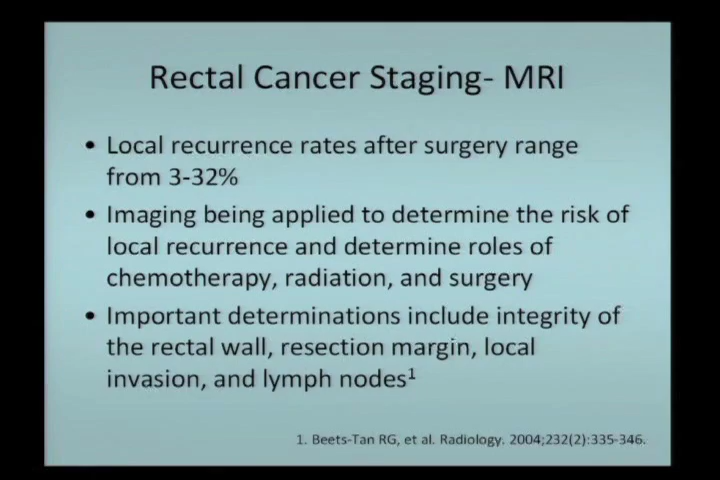 Rectal Cancer Staging- MRI
• Local recurrence rates after surgery range
from 3-32%
• Imaging being applied to determine the risk of
local recurrence and determine roles of
chemotherapy, radiation, and surgery
• Important determinations include integrity of
the rectal wall, resection margin, local
invasion, and lymph nodes¹
1. Beets-Tan RG, et al. Radiology. 2004;232(2):335-346.